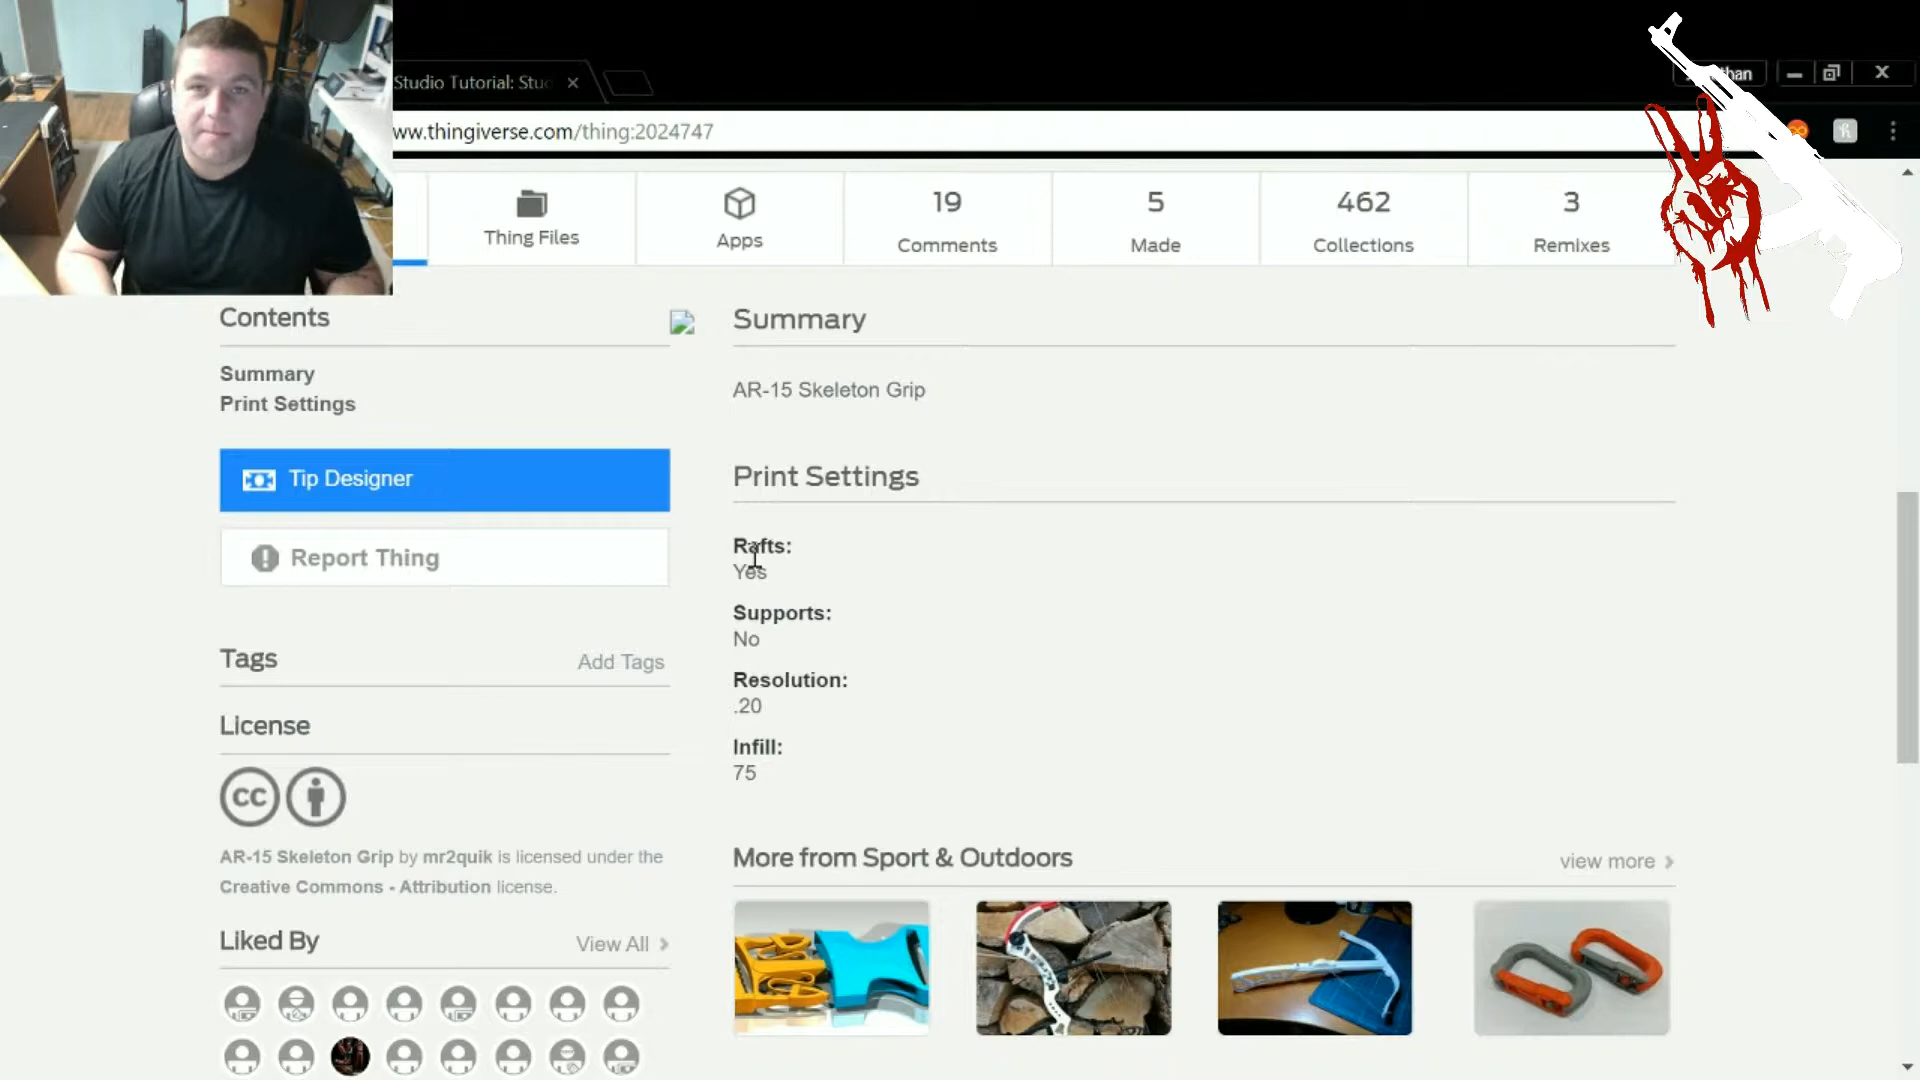 Studio Tutorial: Stu
than
ww.thingiverse.com/thing:2024747
Thing Files
Apps
19
Comments
5
Made
462
Collections
3
Remixes
Contents
Summary
Print Settings
Tip Designer
Report Thing
Tags
Add Tags
License
cc
AR-15 Skeleton Grip by mr2quik is licensed under the
Creative Commons - Attribution license.
Liked By
View All
Summary
AR-15 Skeleton Grip
Print Settings
Rafts:
Yes
Supports:
No
Resolution:
.20
Infill:
75
More from Sport & Outdoors
view more